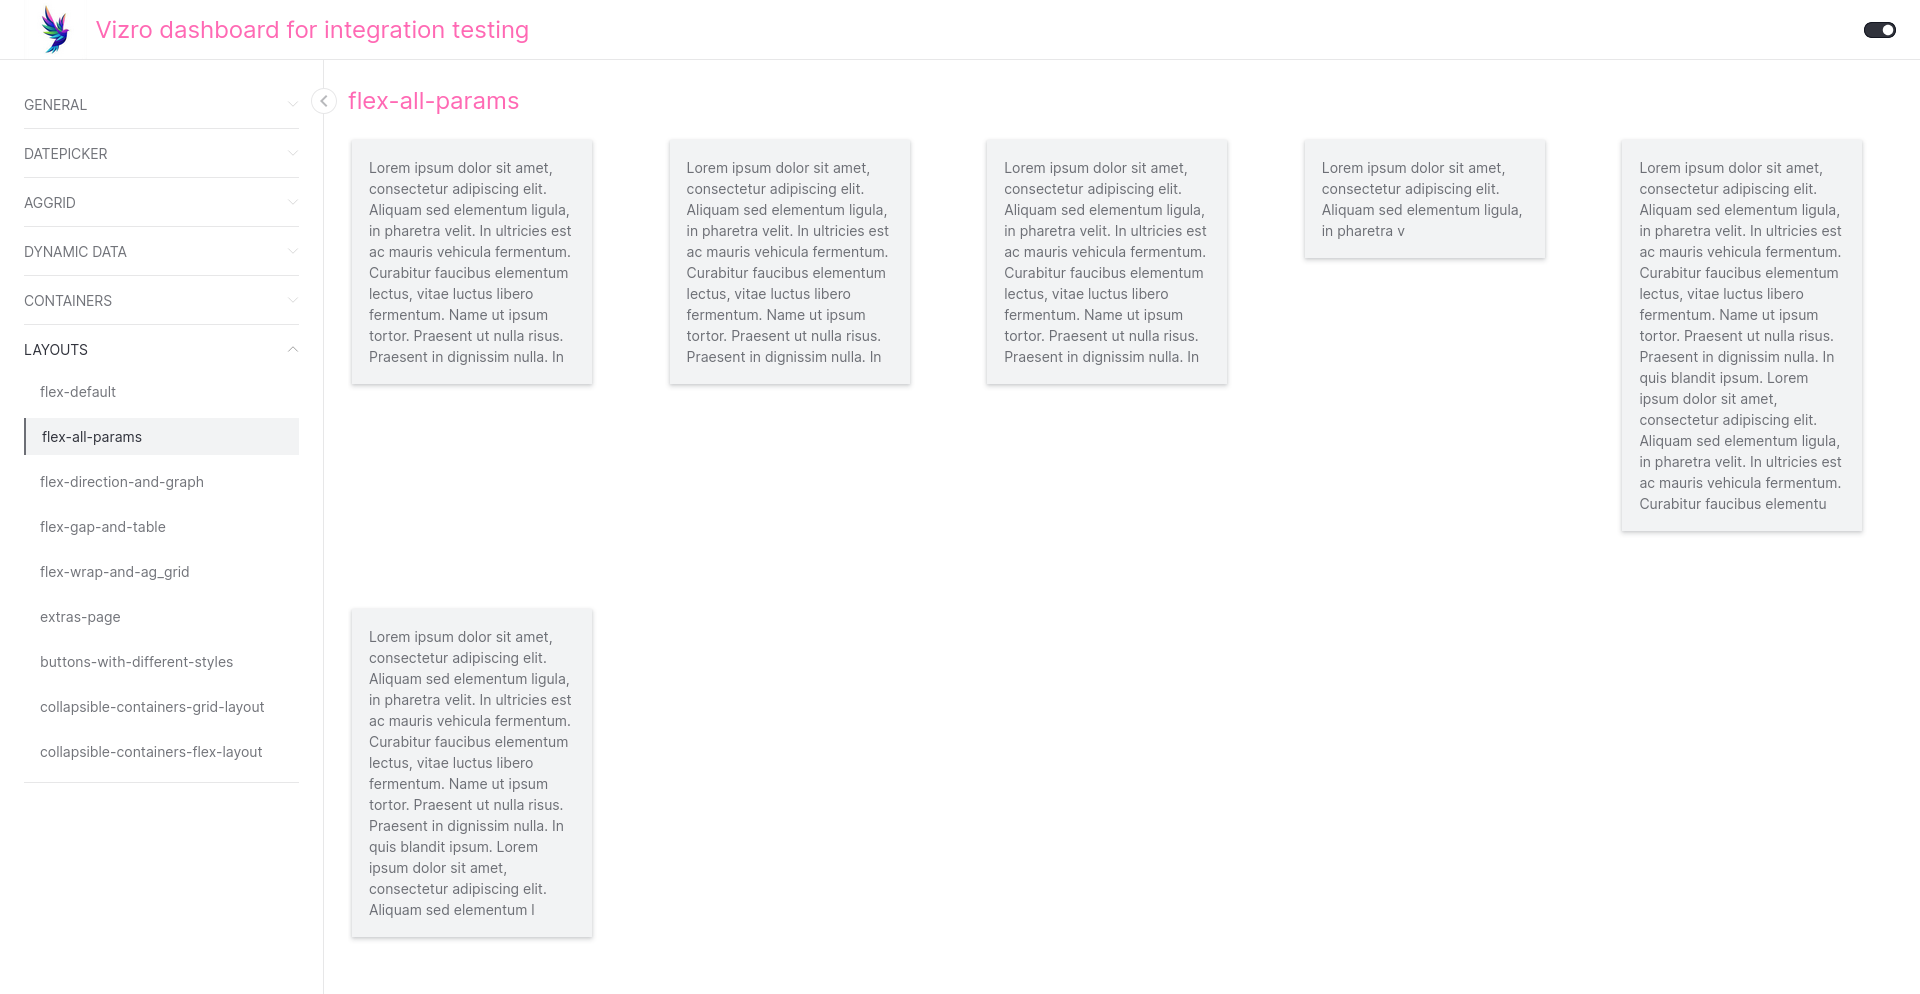 Vizro dashboard for integration testing
GENERAL
DATEPICKER
AGGRID
DYNAMIC DATA
CONTAINERS
LAYOUTS
flex-default
flex-all-params
flex-direction-and-graph
flex-gap-and-table
flex-wrap-and-ag_grid
extras-page
buttons-with-different-styles
collapsible-containers-grid-layout
collapsible-containers-flex-layout
flex-all-params
Lorem ipsum dolor sit amet,
consectetur adipiscing elit.
Aliquam sed elementum ligula,
in pharetra velit. In ultricies est
ac mauris vehicula fermentum.
Curabitur faucibus elementum
lectus, vitae luctus libero
fermentum. Name ut ipsum
tortor. Praesent ut nulla risus.
Praesent in dignissim nulla. In
Lorem ipsum dolor sit amet,
consectetur adipiscing elit.
Aliquam sed elementum ligula,
in pharetra velit. In ultricies est
ac mauris vehicula fermentum.
Curabitur faucibus elementum
lectus, vitae luctus libero
fermentum. Name ut ipsum
tortor. Praesent ut nulla risus.
Praesent in dignissim nulla. In
Lorem ipsum dolor sit amet,
consectetur adipiscing elit.
Aliquam sed elementum ligula,
in pharetra velit. In ultricies est
ac mauris vehicula fermentum.
Curabitur faucibus elementum
lectus, vitae luctus libero
fermentum. Name ut ipsum
tortor. Praesent ut nulla risus.
Praesent in dignissim nulla. In
Lorem ipsum dolor sit amet,
consectetur adipiscing elit.
Aliquam sed elementum ligula,
in pharetra v
Lorem ipsum dolor sit amet,
consectetur adipiscing elit.
Aliquam sed elementum ligula,
in pharetra velit. In ultricies est
ac mauris vehicula fermentum.
Curabitur faucibus elementum
lectus, vitae luctus libero
fermentum. Name ut ipsum
tortor. Praesent ut nulla risus.
Praesent in dignissim nulla. In
quis blandit ipsum. Lorem
ipsum dolor sit amet,
consectetur adipiscing elit.
Aliquam sed elementum ligula,
in pharetra velit. In ultricies est
ac mauris vehicula fermentum.
Curabitur faucibus elementu
Lorem ipsum dolor sit amet,
consectetur adipiscing elit.
Aliquam sed elementum ligula,
in pharetra velit. In ultricies est
ac mauris vehicula fermentum.
Curabitur faucibus elementum
lectus, vitae luctus libero
fermentum. Name ut ipsum
tortor. Praesent ut nulla risus.
Praesent in dignissim nulla. In
quis blandit ipsum. Lorem
ipsum dolor sit amet,
consectetur adipiscing elit.
Aliquam sed elementum l